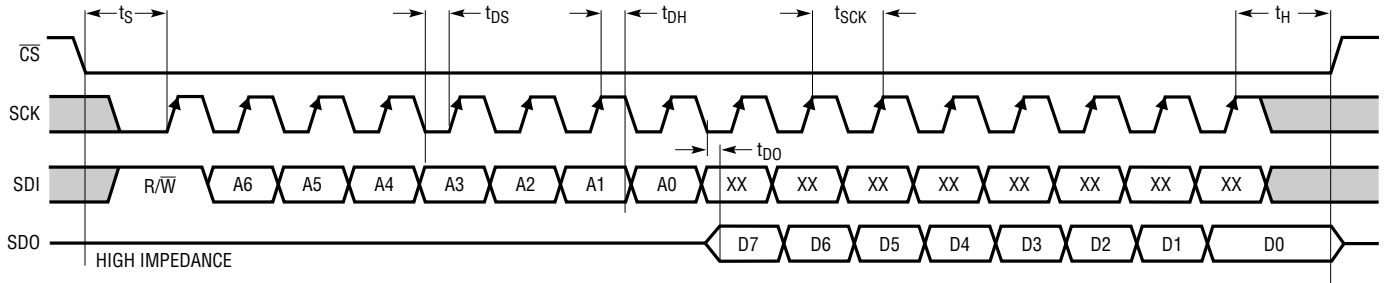 tS tDS tDH tSCK tH
CS
SCK
tDO
SDI R/W A6 A5 A4 A3 A2 A1 A0 XX XX XX XX XX XX XX XX
SDO D7 D6 D5 D4 D3 D2 D1 D0
HIGH IMPEDANCE